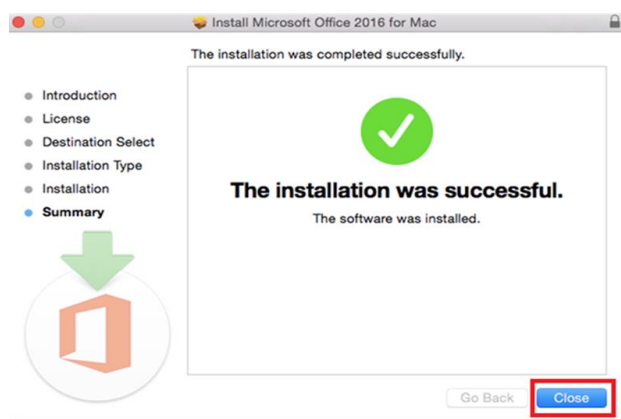 Install Microsoft Office 2016 for Mac
The installation was completed successfully.
Introduction
License
Destination Select
Installation Type
Installation
Summary
The installation was successful.
The software was installed.
Go Back
Close